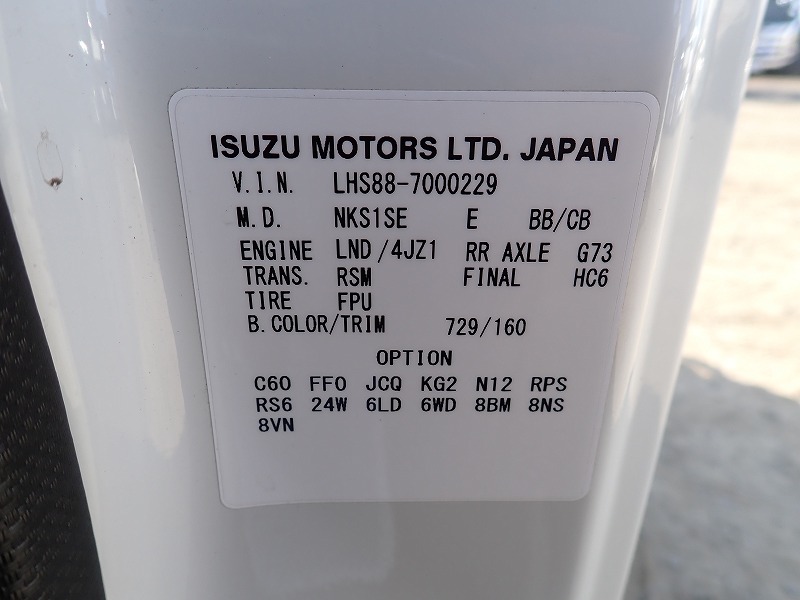 ISUZU MOTORS LTD. JAPAN
V.I.N. LHS88-7000229
M.D. NKS1SE E BB/CB
ENGINE LND/4JZ1 RR AXLE G73
TRANS. RSM FINAL HC6
TIRE FPU
B.COLOR/TRIM 729/160
OPTION
C60 FF0 JCQ KG2 N12 RPS
RS6 24W 6LD 6WD 8BM 8NS
8VN